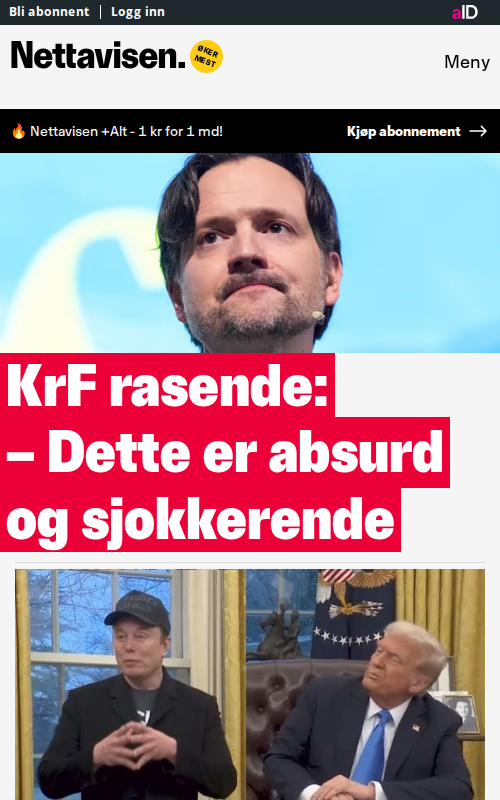 Bli abonnent | Logg inn
aID
Nettavisen.
ØKER
MEST
Meny
🔥 Nettavisen +Alt - 1 kr for 1 md!
Kjøp abonnement →
KrF rasende:
– Dette er absurd
og sjokkerende